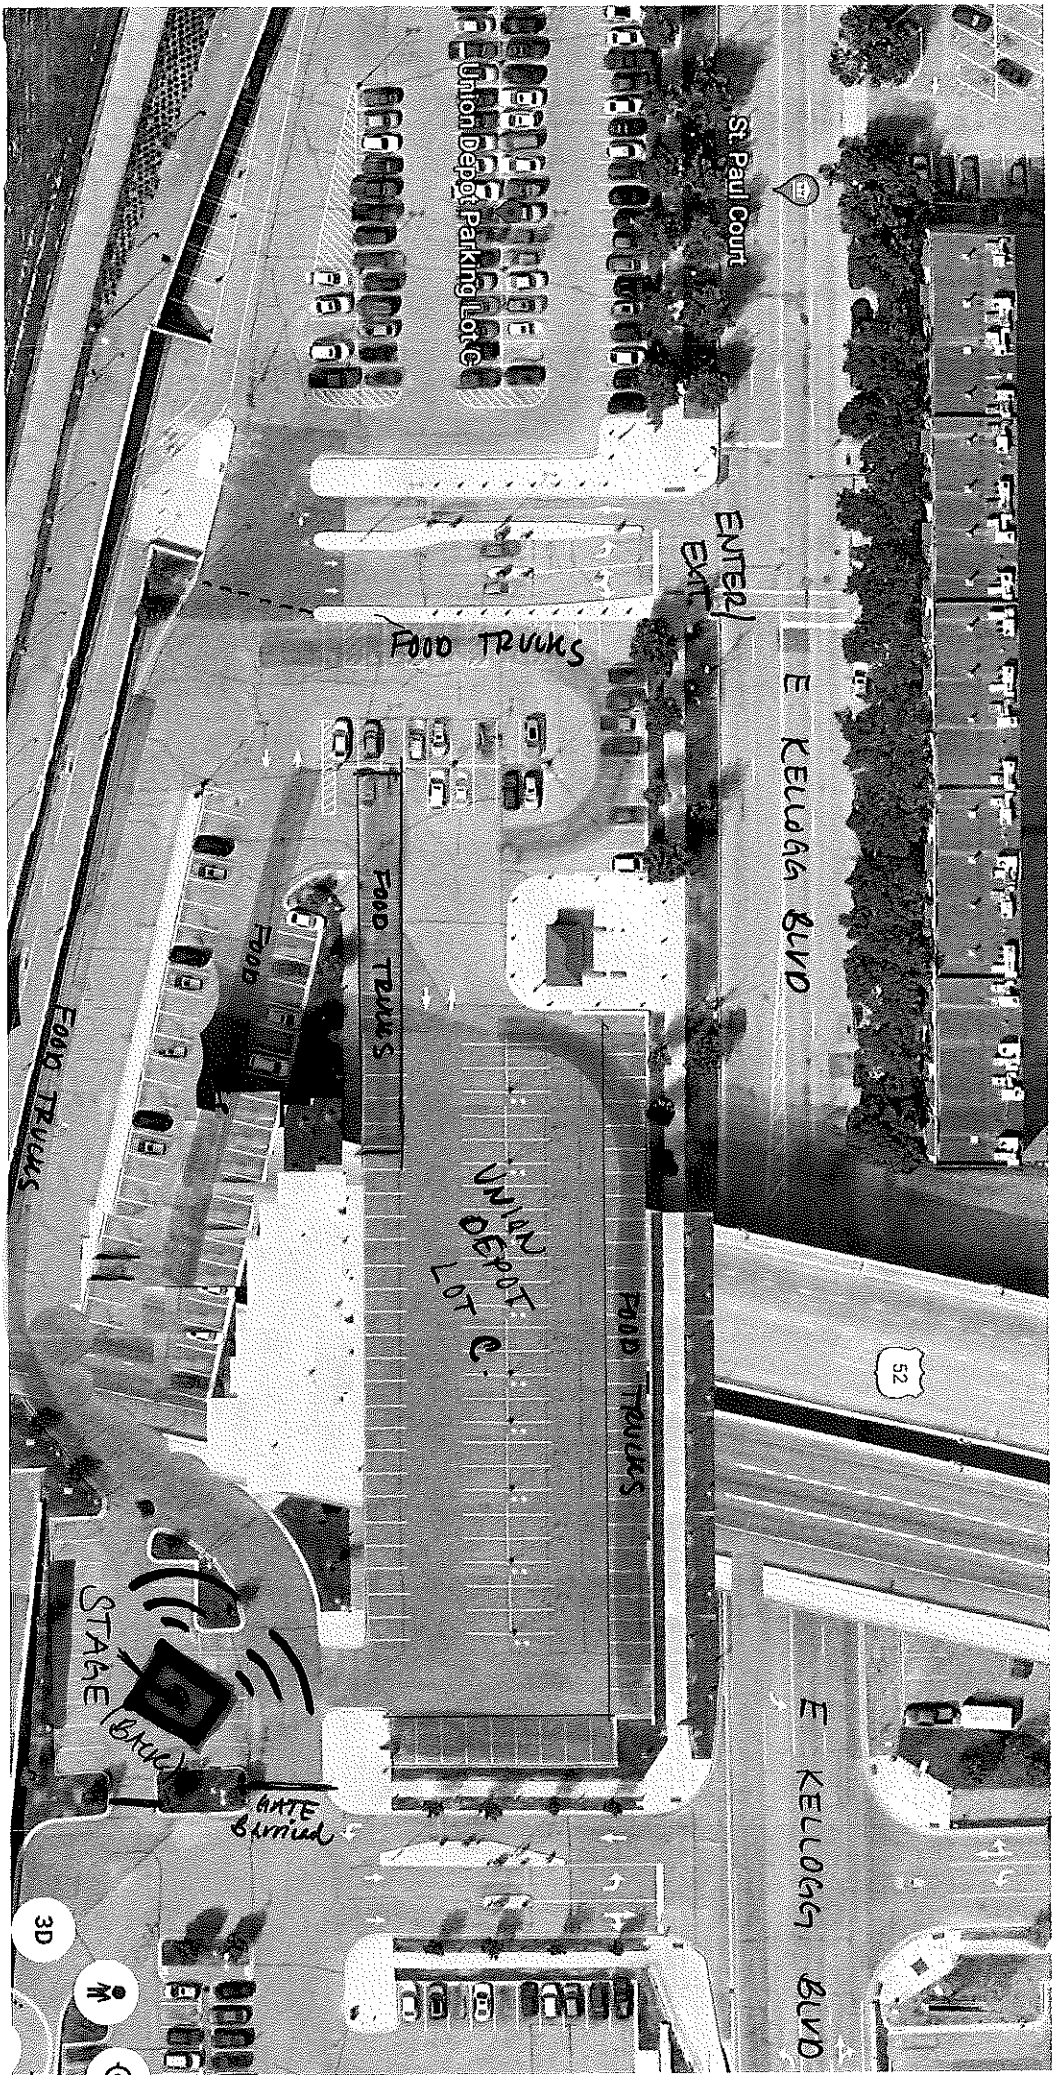 St. Paul Court
Union Depot Parking Lot C
ENTER/
EXIT
FOOD TRUCKS
E KELLOGG BLVD
FOOD TRUCKS
FOOD
FOOD TRUCKS
UNION
DEPOT
LOT C
FOOD TRUCKS
52
STAGE
(BACK)
GATE
Barricad
E KELLOGG BLVD
3D